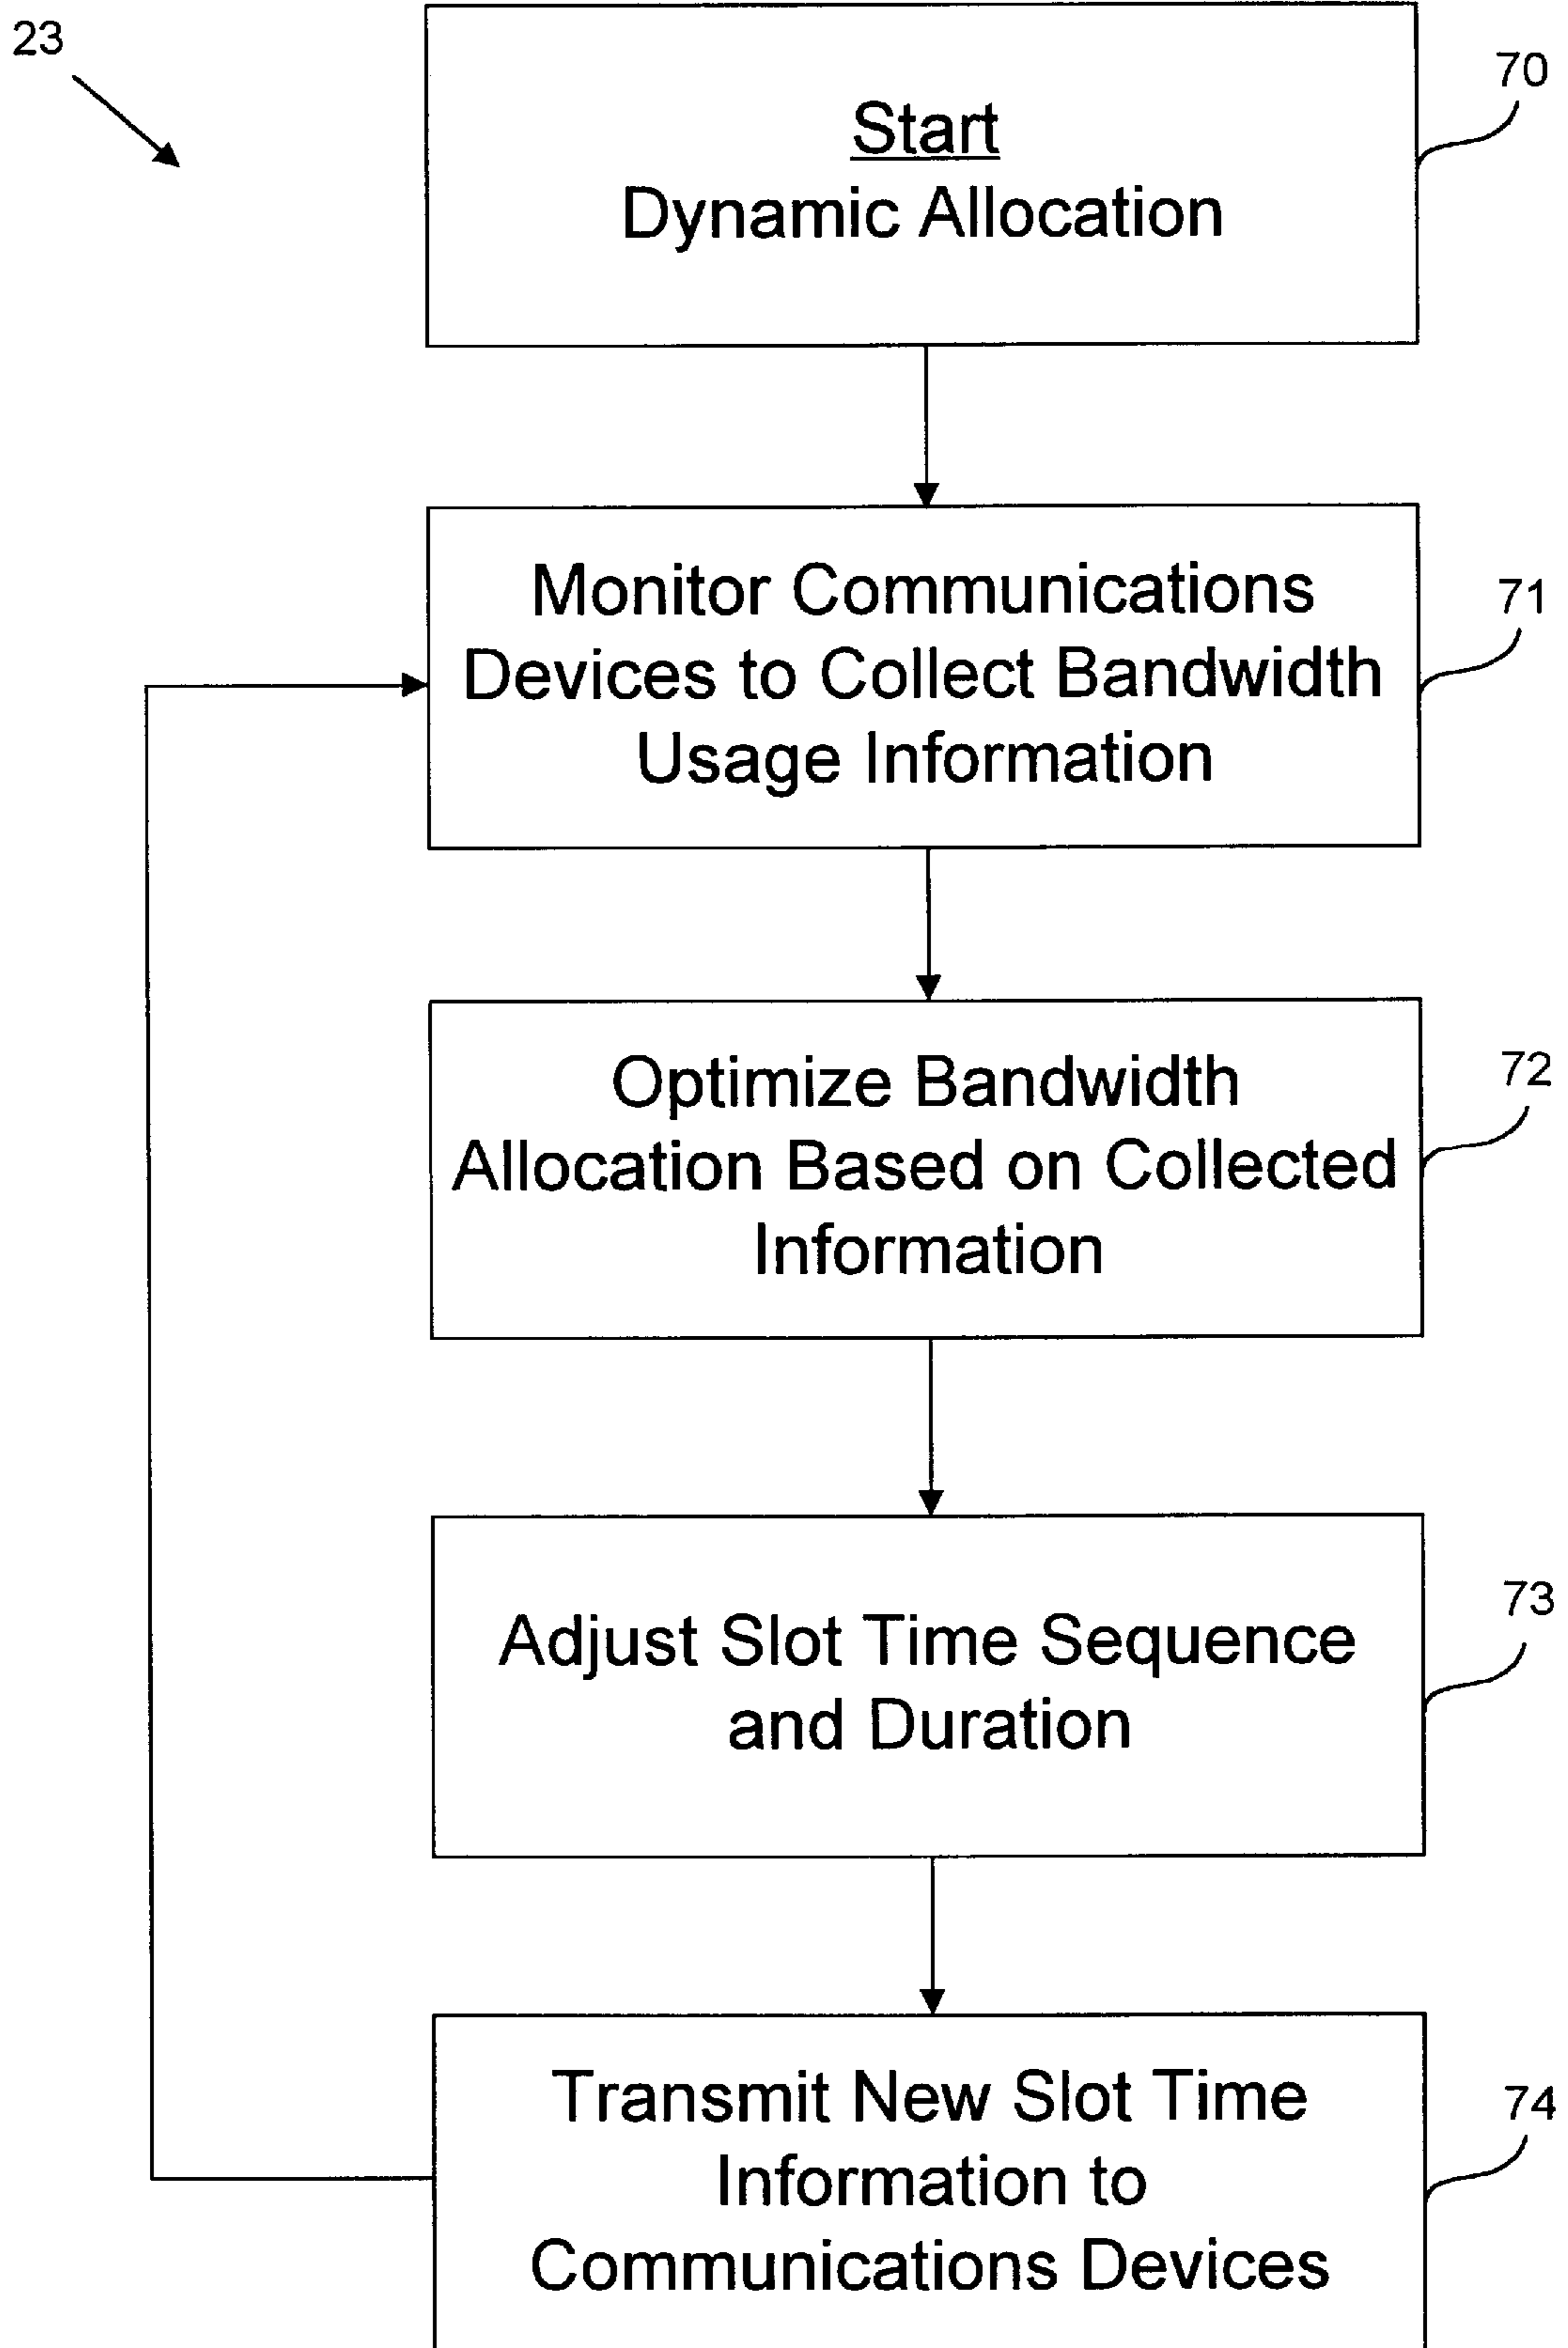 23
70
Start
Dynamic Allocation
71
Monitor Communications
Devices to Collect Bandwidth
Usage Information
72
Optimize Bandwidth
Allocation Based on Collected
Information
73
Adjust Slot Time Sequence
and Duration
74
Transmit New Slot Time
Information to
Communications Devices